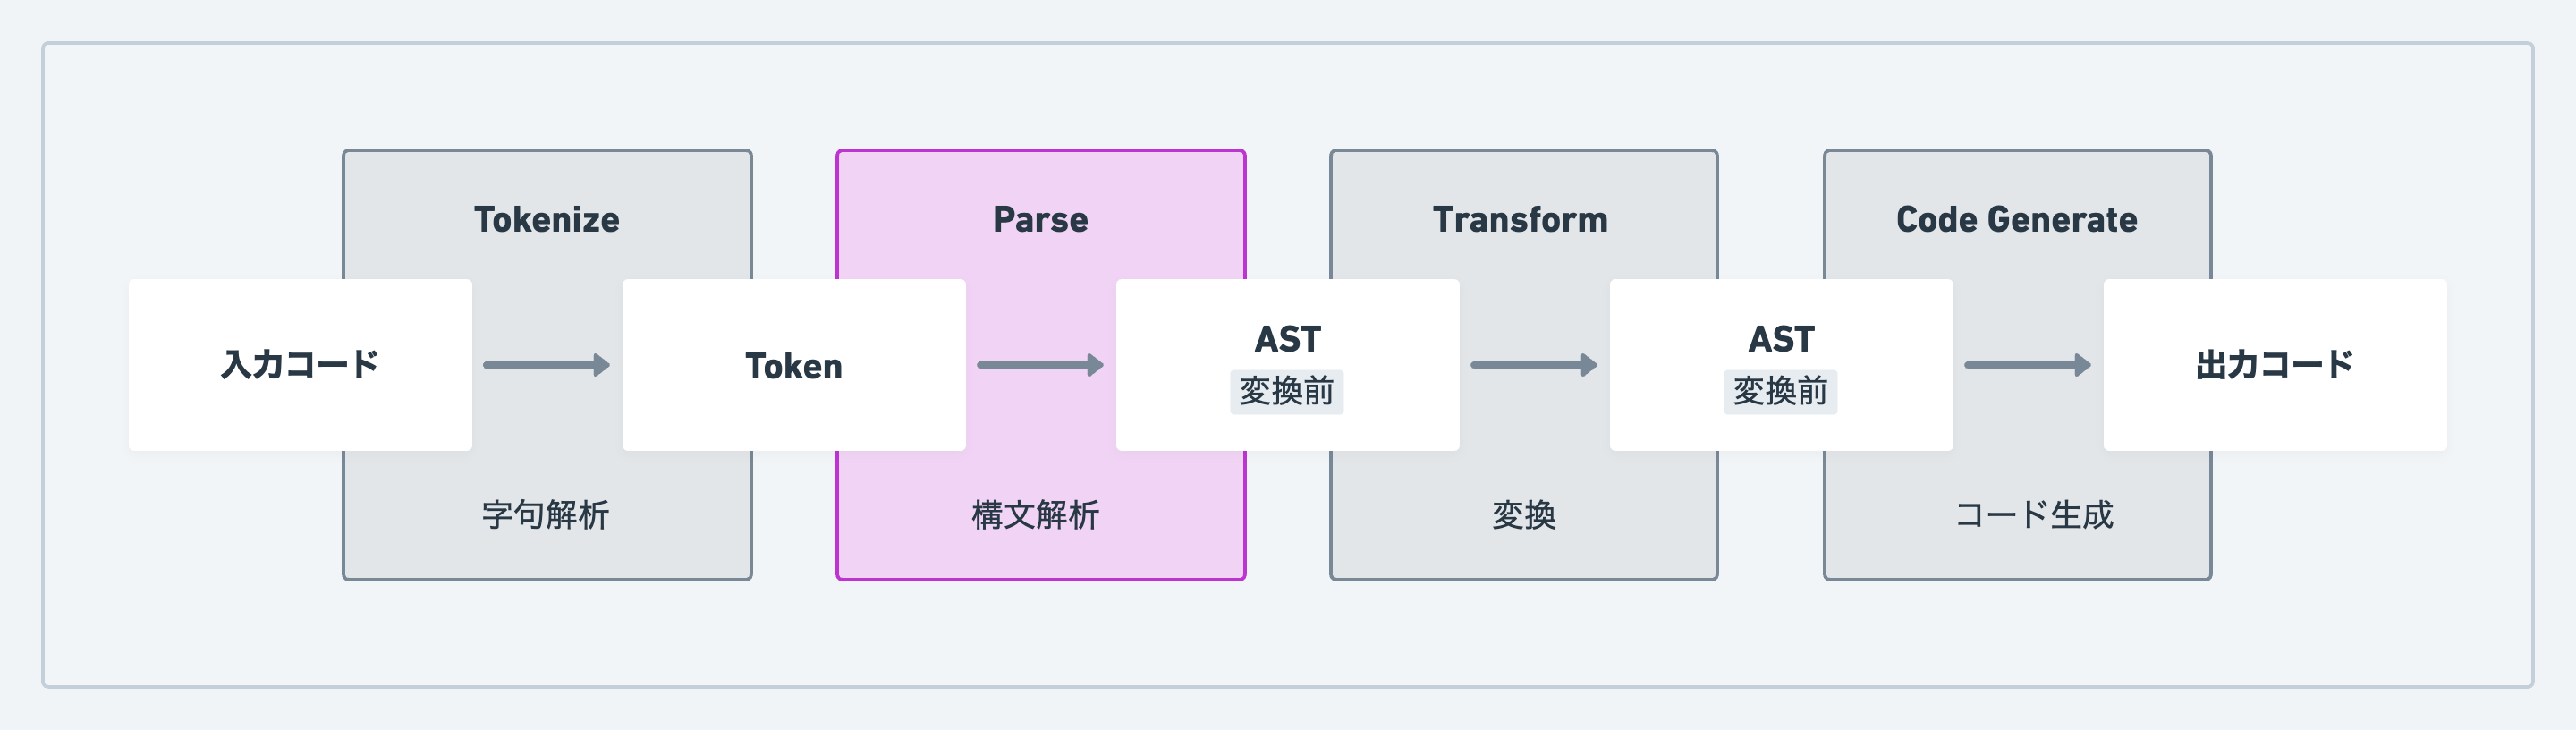 Tokenize
Parse
Transform
Code Generate
入力コード
Token
AST
変換前
AST
変換前
出力コード
字句解析
構文解析
変換
コード生成